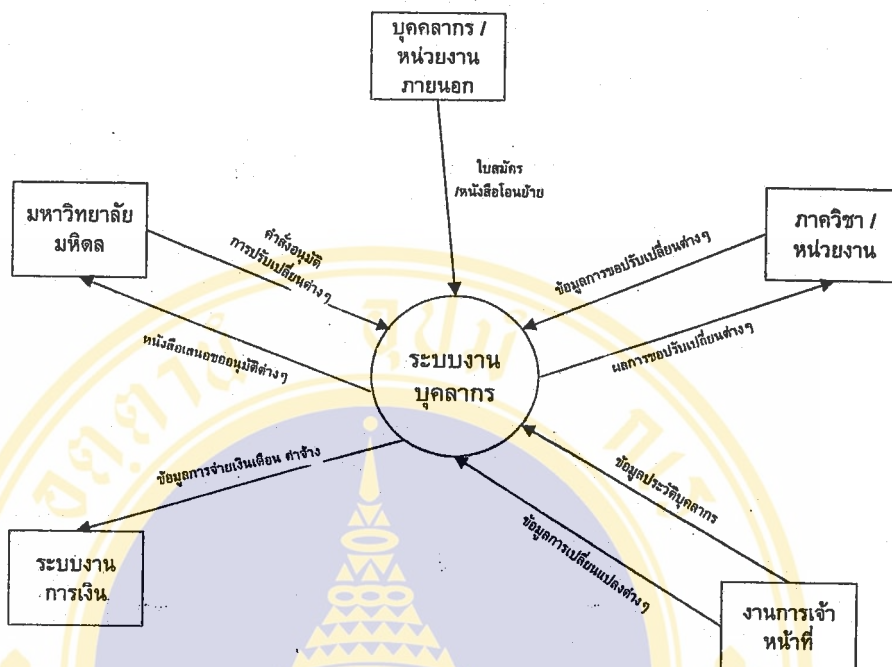 บุคคลากร /
หน่วยงาน
ภายนอก
ใบสมัคร
/หนังสือโอนย้าย
มหาวิทยาลัย
มหิดล
คำสั่งอนุมัติ
การปรับเปลี่ยนต่างๆ
หนังสือเสนอขออนุมัติต่างๆ
ภาควิชา /
หน่วยงาน
ข้อมูลการขอปรับเปลี่ยนต่างๆ
ผลการขอปรับเปลี่ยนต่างๆ
ระบบงาน
บุคลากร
ข้อมูลการจ่ายเงินเดือน ค่าจ้าง
ระบบงาน
การเงิน
ข้อมูลประวัติบุคลากร
ข้อมูลการเปลี่ยนแปลงต่างๆ
งานการเจ้า
หน้าที่